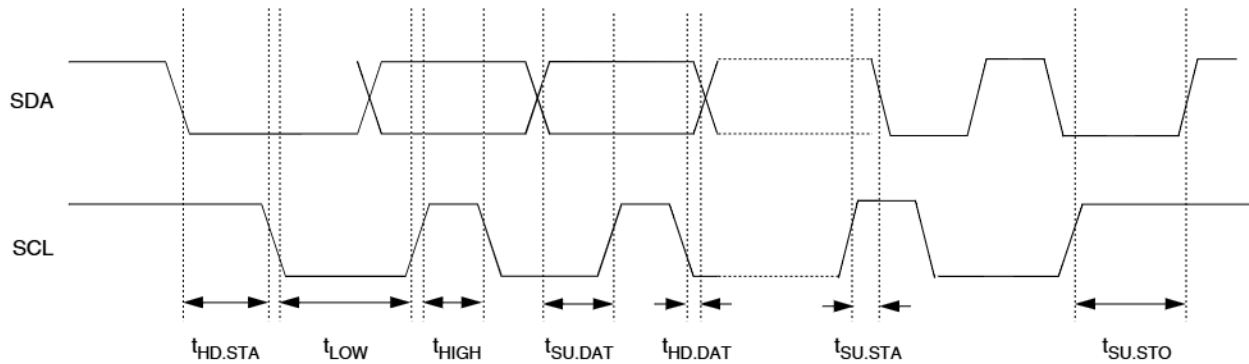 SDA
SCL
tHD.STA tLOW tHIGH tSU.DAT tHD.DAT tSU.STA tSU.STO